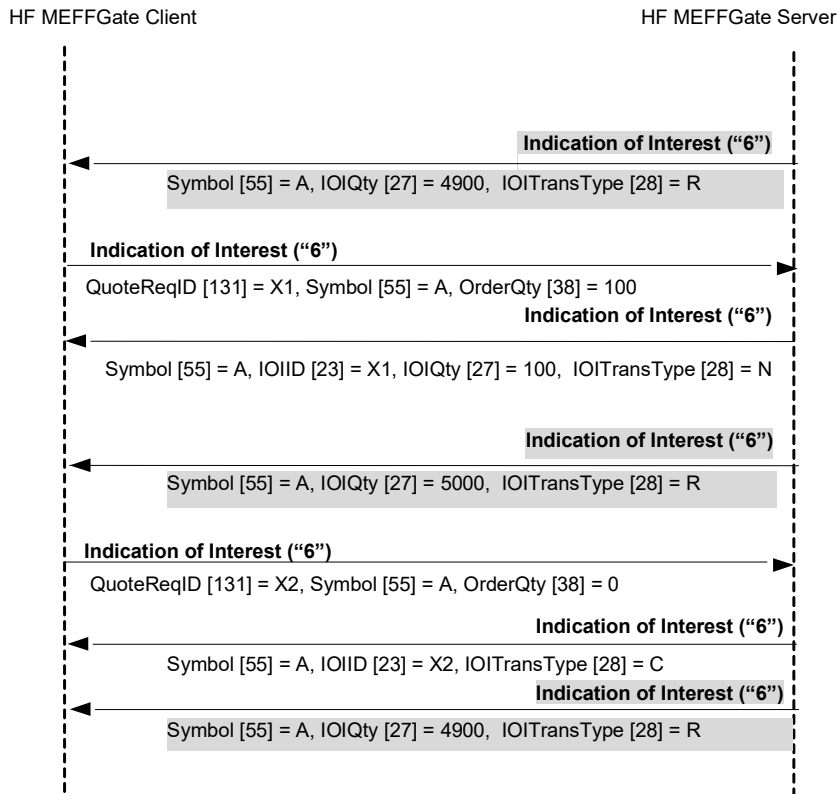 HF MEFFGate Client
HF MEFFGate Server
Indication of Interest (“6”)
Symbol [55] = A, IOIQty [27] = 4900, IOITransType [28] = R
Indication of Interest (“6”)
QuoteReqID [131] = X1, Symbol [55] = A, OrderQty [38] = 100
Indication of Interest (“6”)
Symbol [55] = A, IOIID [23] = X1, IOIQty [27] = 100, IOITransType [28] = N
Indication of Interest (“6”)
Symbol [55] = A, IOIQty [27] = 5000, IOITransType [28] = R
Indication of Interest (“6”)
QuoteReqID [131] = X2, Symbol [55] = A, OrderQty [38] = 0
Indication of Interest (“6”)
Symbol [55] = A, IOIID [23] = X2, IOITransType [28] = C
Indication of Interest (“6”)
Symbol [55] = A, IOIQty [27] = 4900, IOITransType [28] = R